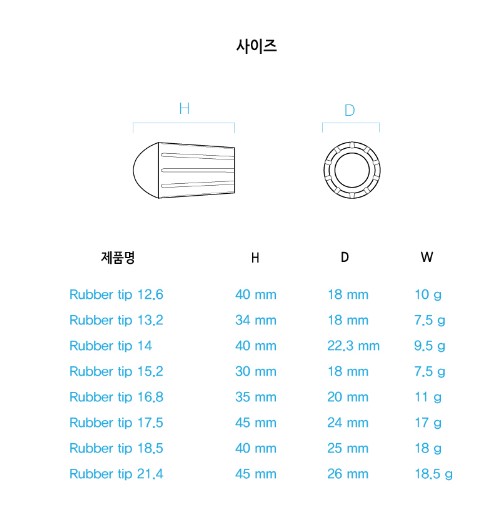 사이즈
H D
제품명 H D W
Rubber tip 12.6 40 mm 18 mm 10 g
Rubber tip 13.2 34 mm 18 mm 7.5 g
Rubber tip 14 40 mm 22.3 mm 9.5 g
Rubber tip 15.2 30 mm 18 mm 7.5 g
Rubber tip 16.8 35 mm 20 mm 11 g
Rubber tip 17.5 45 mm 24 mm 17 g
Rubber tip 18.5 40 mm 25 mm 18 g
Rubber tip 21.4 45 mm 26 mm 18.5 g